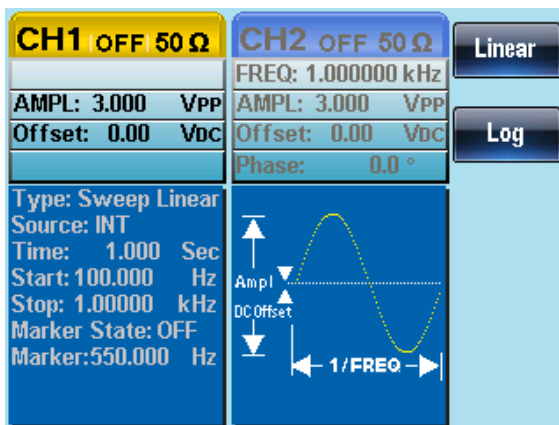 CH1 OFF 50 Ω
AMPL: 3.000 VPP
Offset: 0.00 VDC
CH2 OFF 50 Ω
FREQ: 1.000000 kHz
AMPL: 3.000 VPP
Offset: 0.00 VDC
Phase: 0.0 °
Linear
Log
Type: Sweep Linear
Source: INT
Time: 1.000 Sec
Start: 100.000 Hz
Stop: 1.00000 kHz
Marker State: OFF
Marker:550.000 Hz
Ampl
DC Offset
1/FREQ